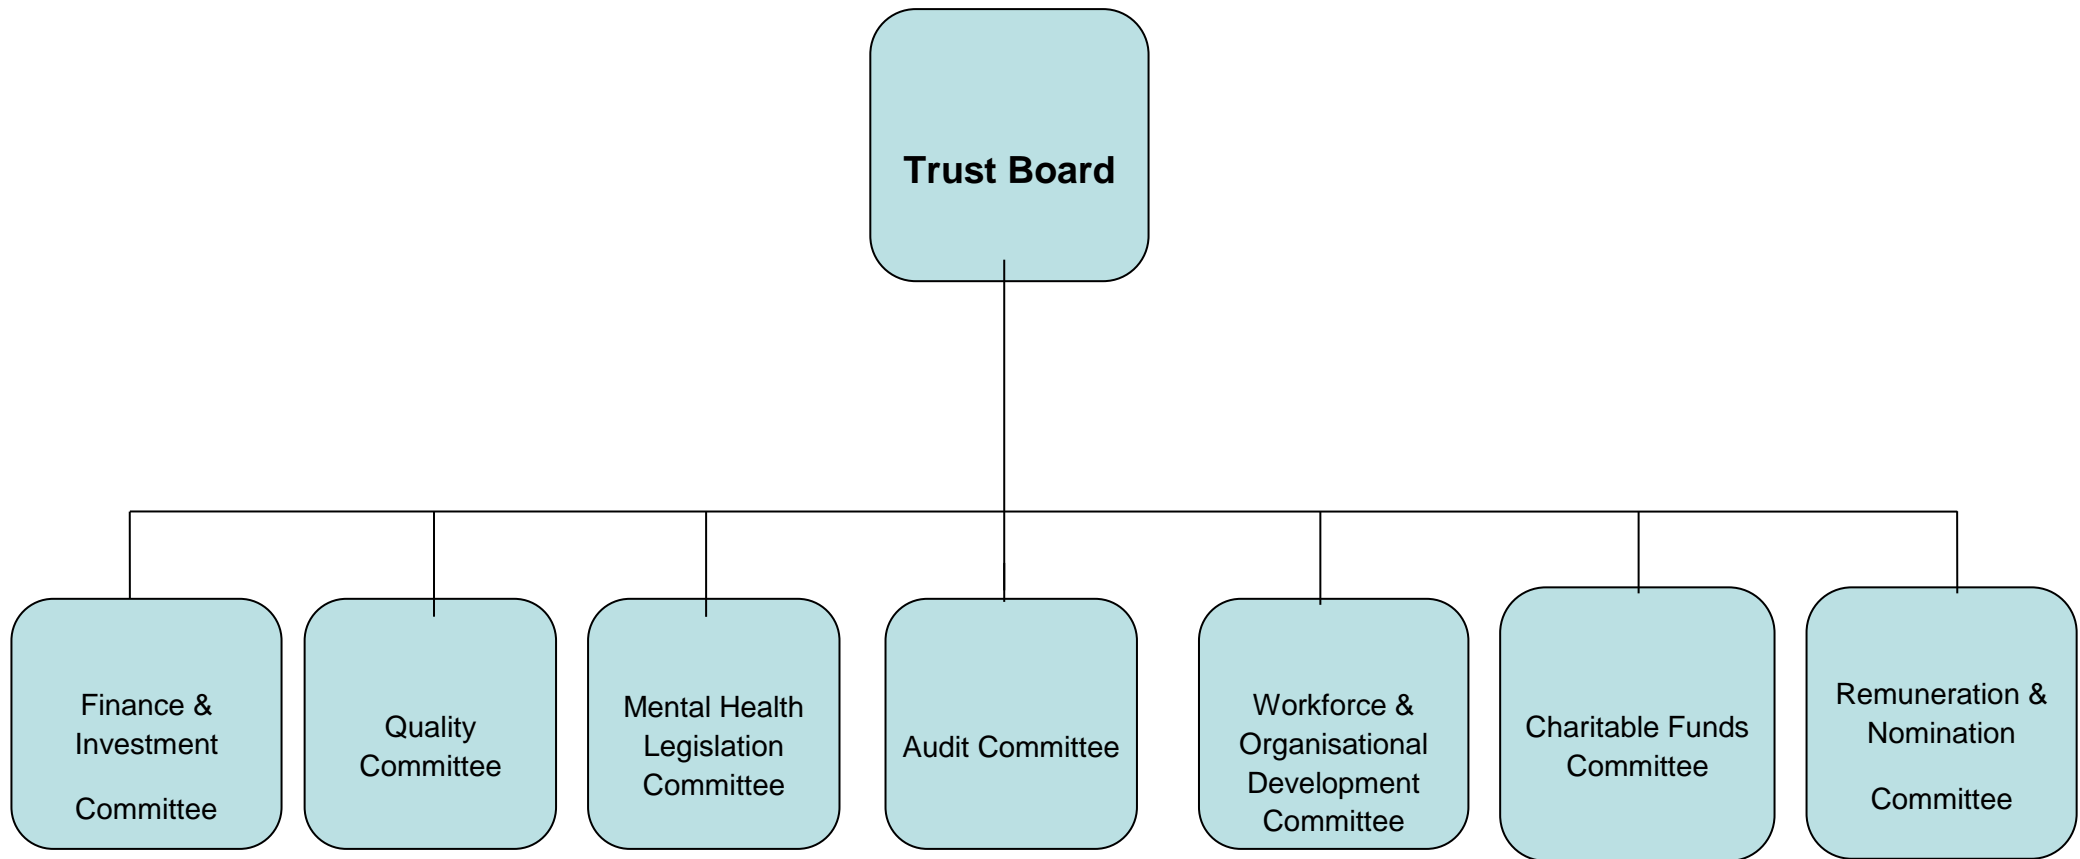 Trust Board
Finance &
Investment
Committee
Quality
Committee
Mental Health
Legislation
Committee
Audit Committee
Workforce &
Organisational
Development
Committee
Charitable Funds
Committee
Remuneration &
Nomination
Committee